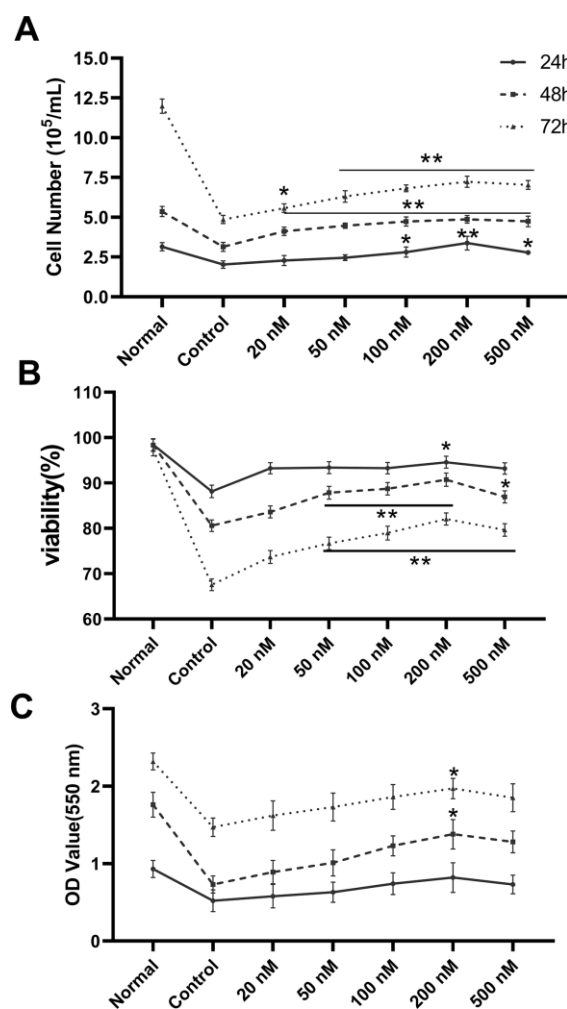 A
Cell Number (10⁵/mL)
15.0
12.5
10.0
7.5
5.0
2.5
0.0
24h
48h
72h
**
*
**
*
**
*
Normal
Control
20 nM
50 nM
100 nM
200 nM
500 nM
B
viability(%)
110
100
90
80
70
60
*
*
**
**
Normal
Control
20 nM
50 nM
100 nM
200 nM
500 nM
C
OD Value(550 nm)
3
2
1
0
*
*
Normal
Control
20 nM
50 nM
100 nM
200 nM
500 nM